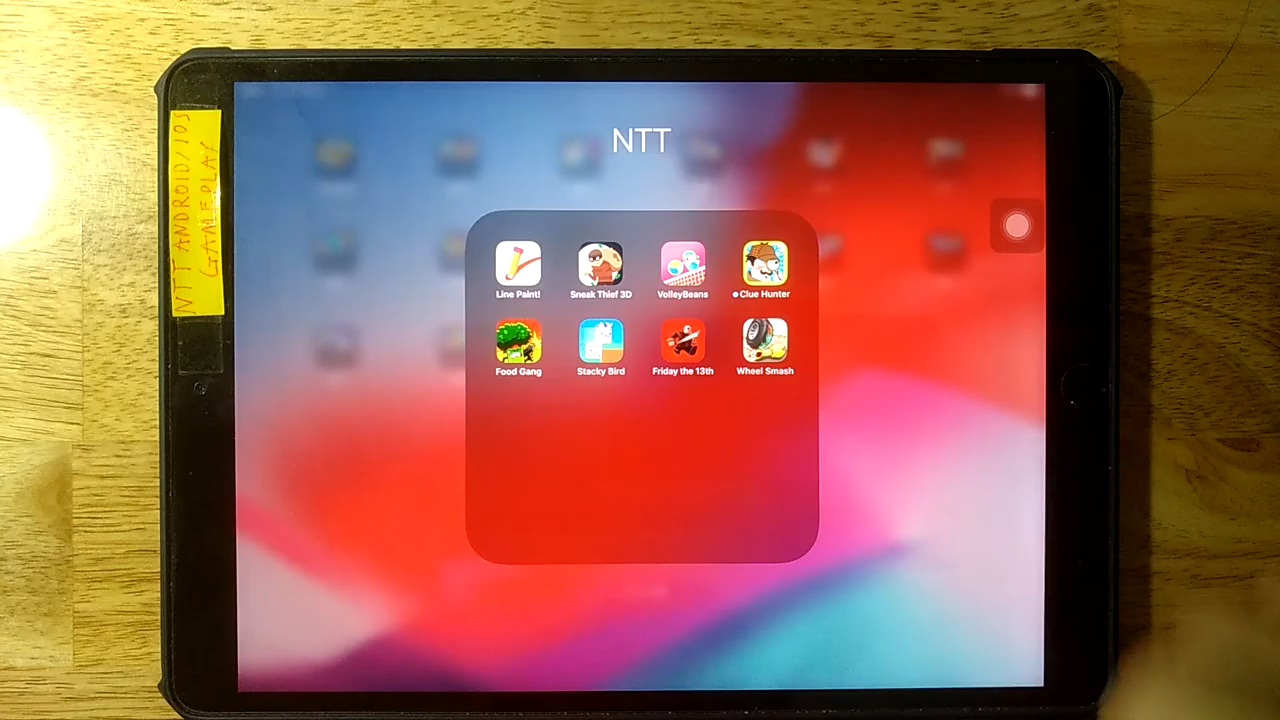 NTT ANDROID/IOS
GAMEPLAY
NTT
Line Paint!
Sneak Thief 3D
VolleyBeans
Clue Hunter
Food Gang
Stacky Bird
Friday the 13th
Wheel Smash